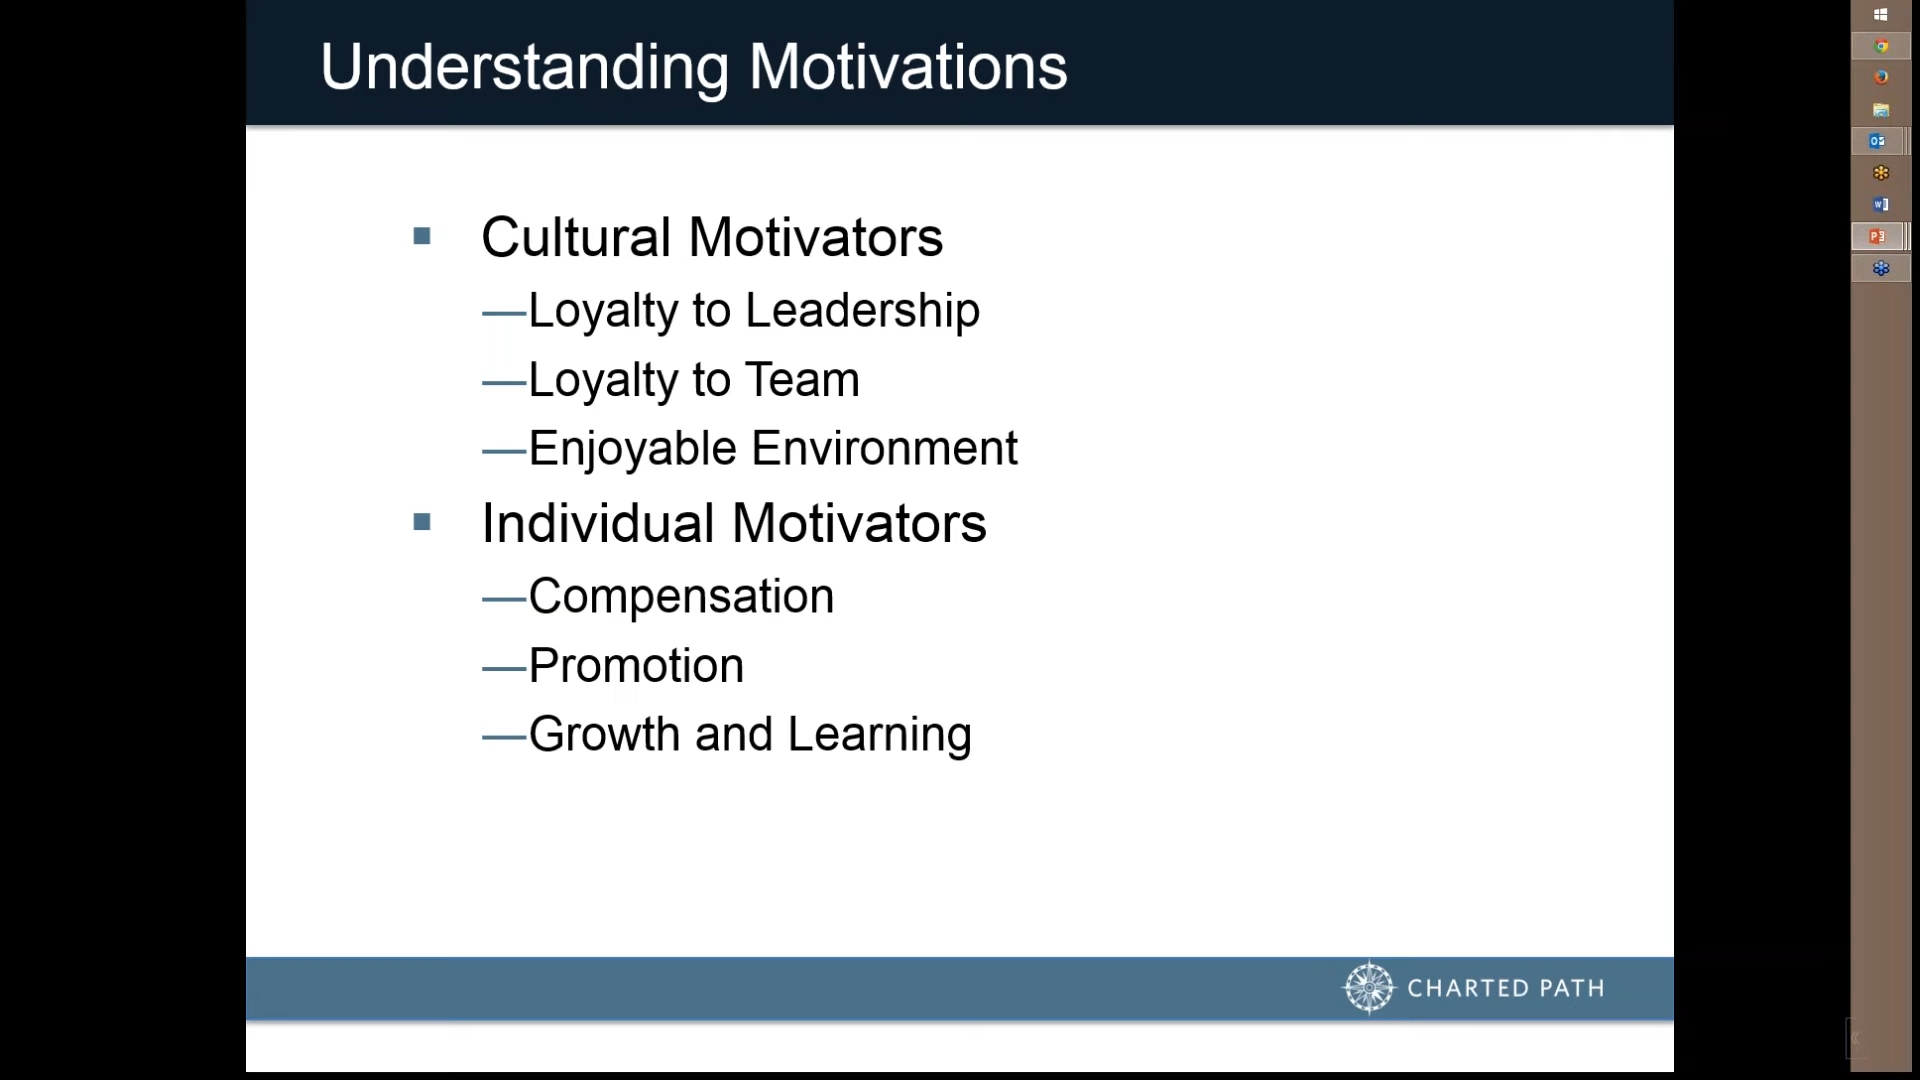 Understanding Motivations
▪ Cultural Motivators
—Loyalty to Leadership
—Loyalty to Team
—Enjoyable Environment
▪ Individual Motivators
—Compensation
—Promotion
—Growth and Learning
CHARTED PATH